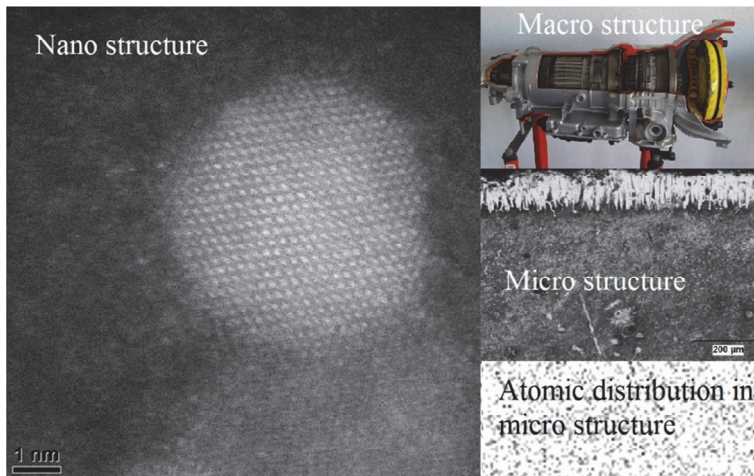 Nano structure
1 nm
Macro structure
Micro structure
200 μm
Atomic distribution in
micro structure